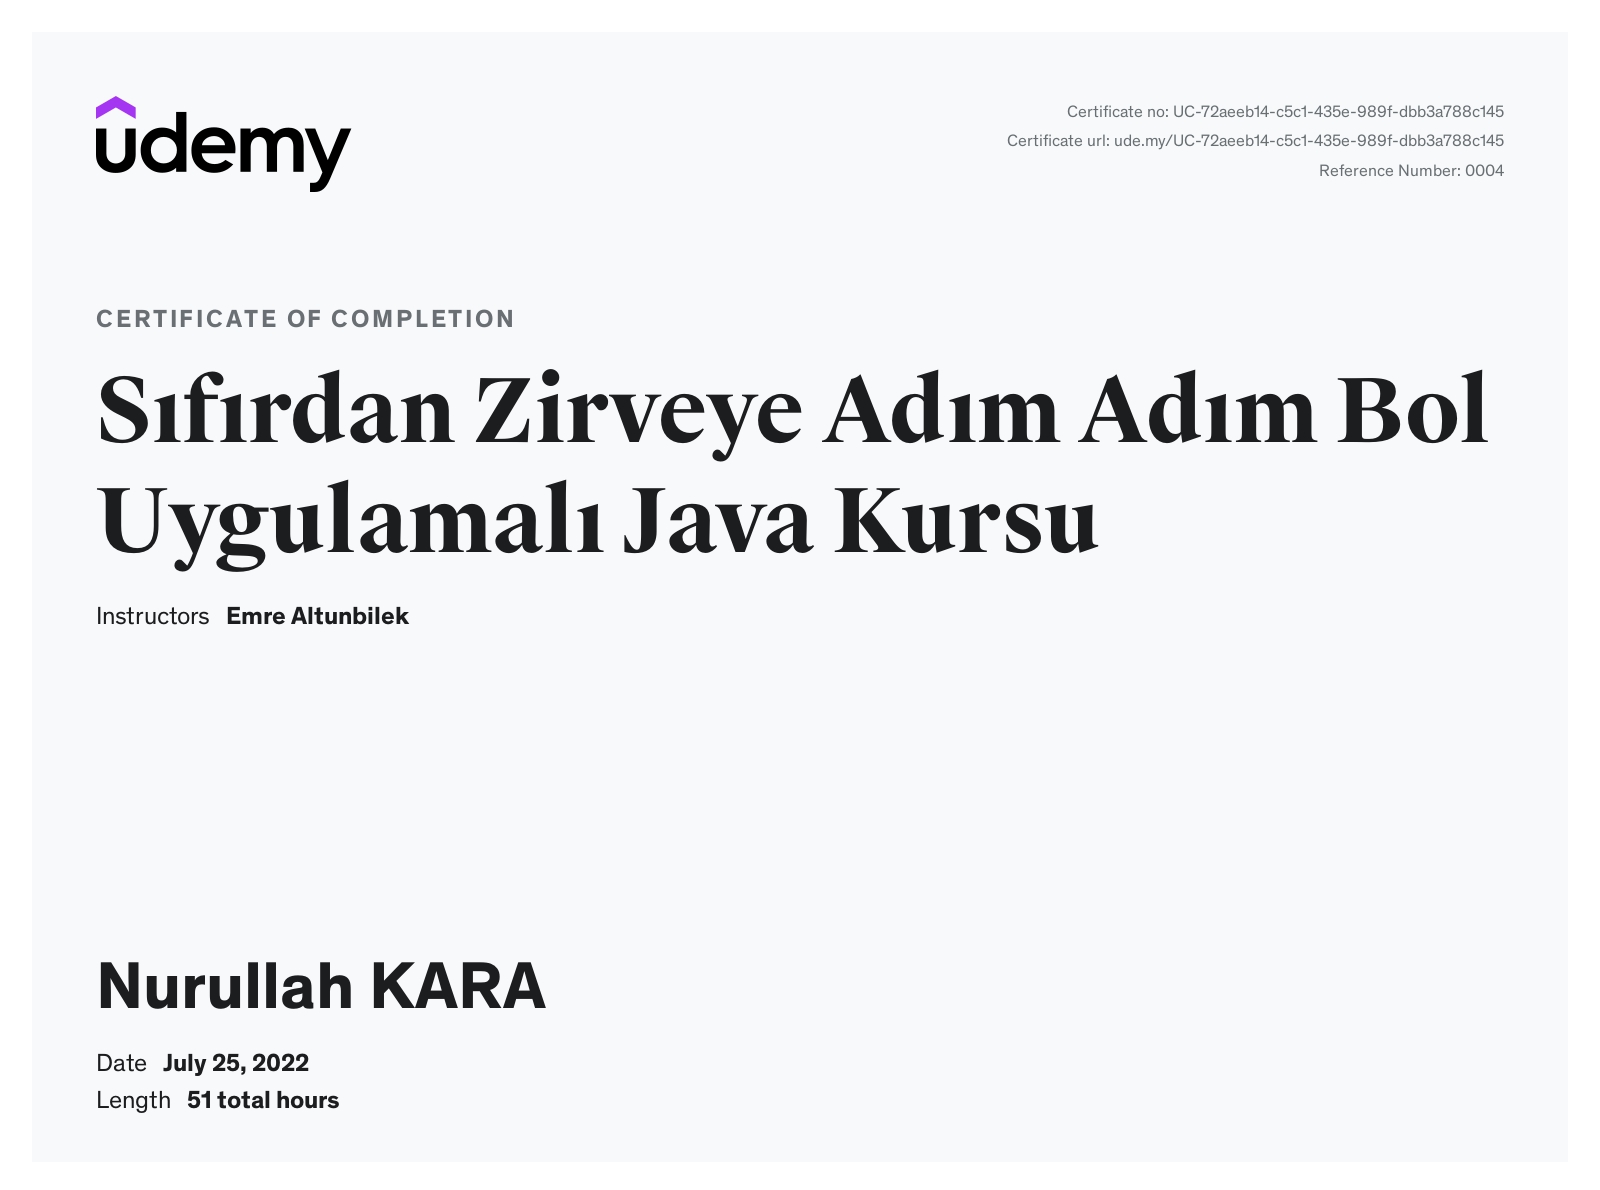 udemy
Certificate no: UC-72aeeb14-c5c1-435e-989f-dbb3a788c145
Certificate url: ude.my/UC-72aeeb14-c5c1-435e-989f-dbb3a788c145
Reference Number: 0004
CERTIFICATE OF COMPLETION
Sıfırdan Zirveye Adım Adım Bol
Uygulamalı Java Kursu
Instructors Emre Altunbilek
Nurullah KARA
Date July 25, 2022
Length 51 total hours